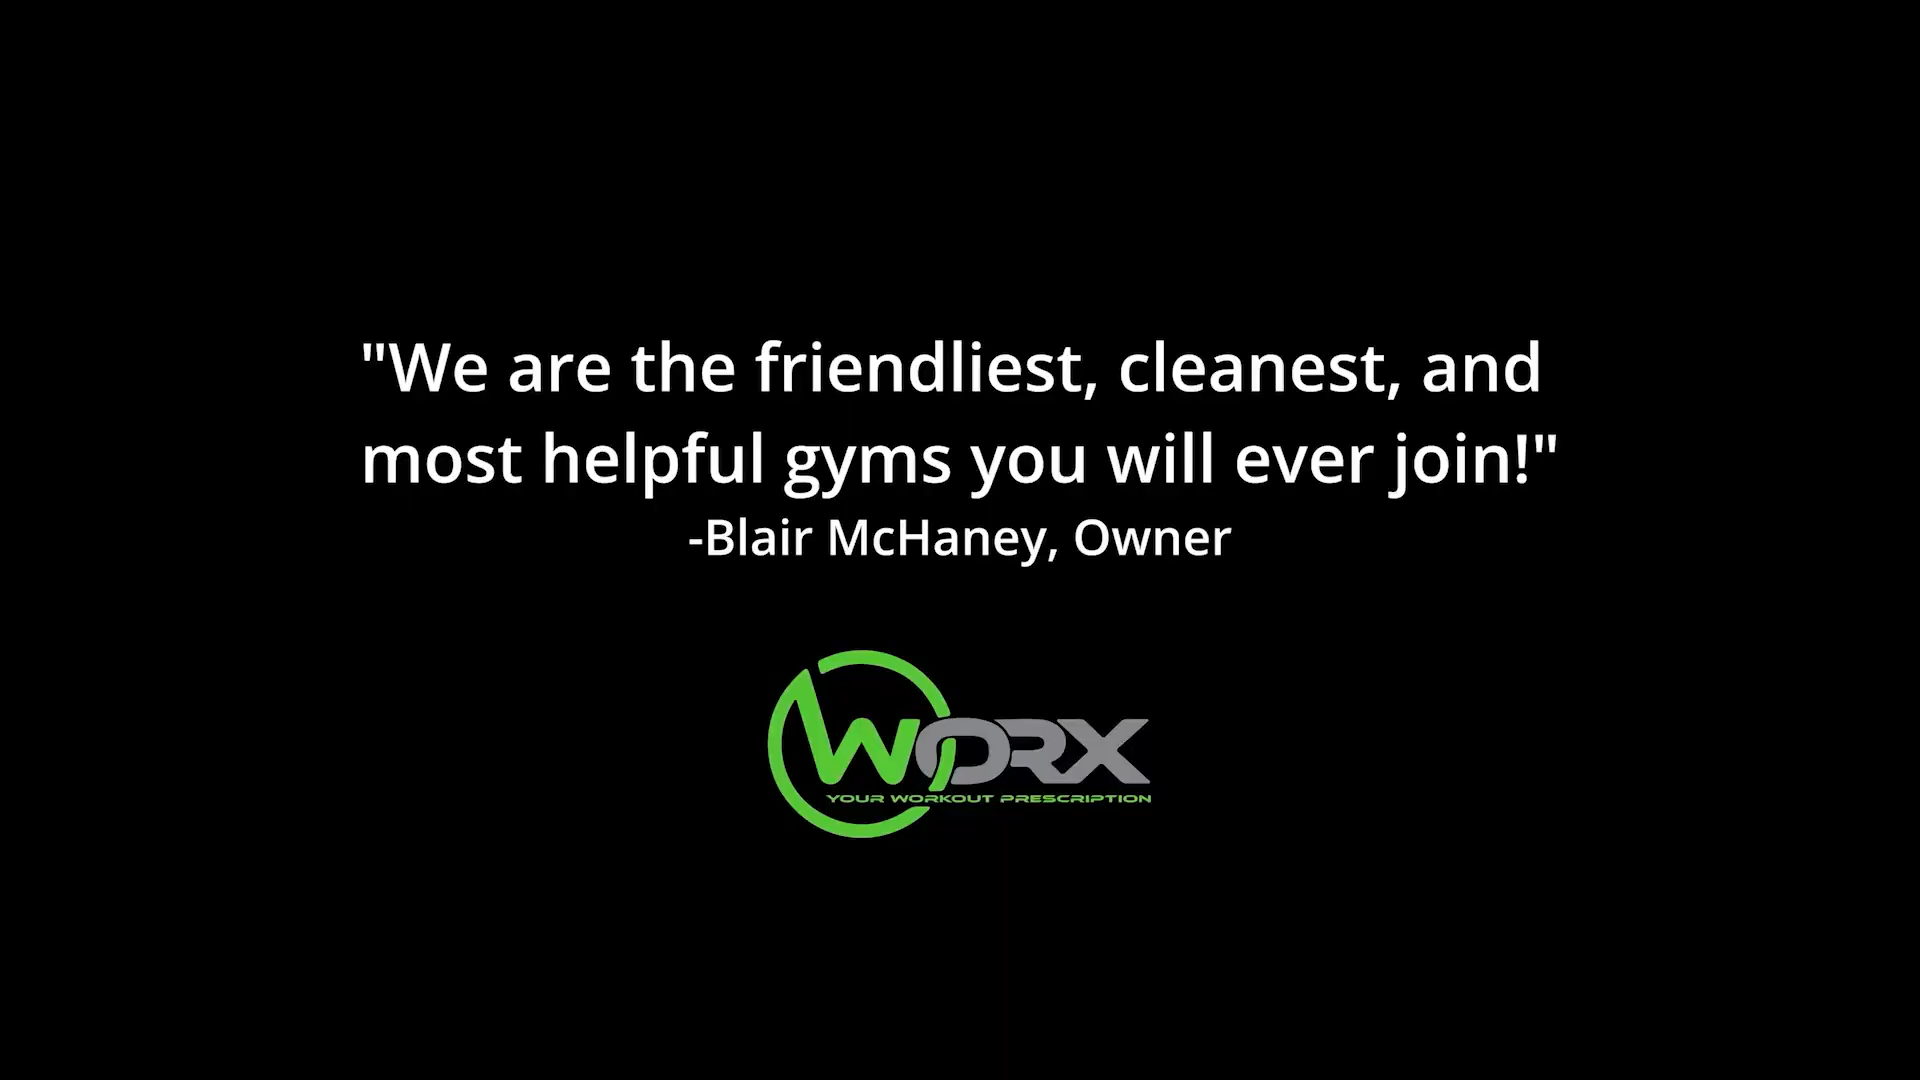 "We are the friendliest, cleanest, and
most helpful gyms you will ever join!"
-Blair McHaney, Owner
WORX
YOUR WORKOUT PRESCRIPTION